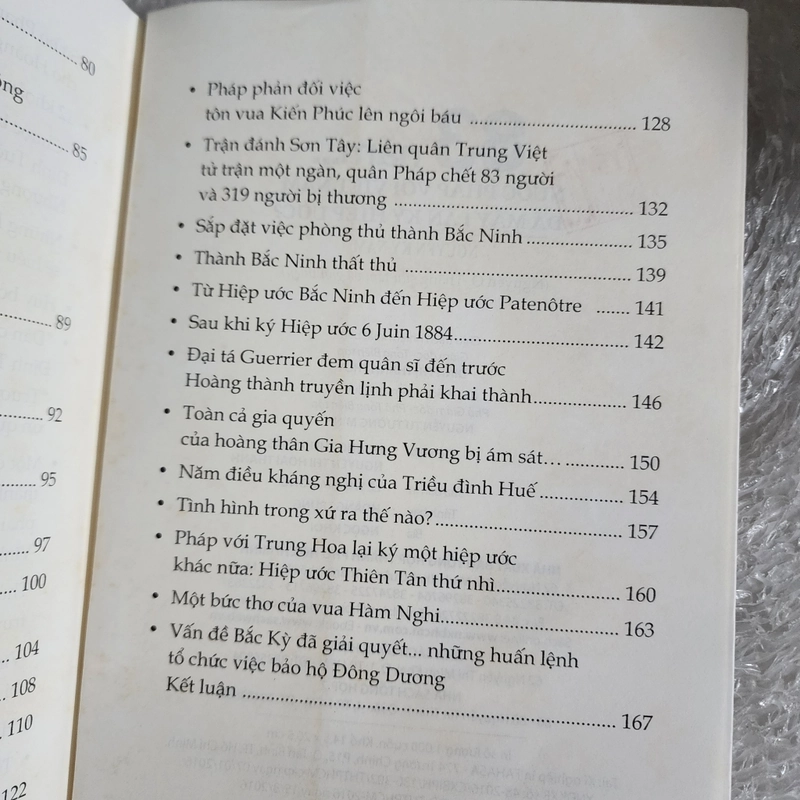 80
ông
85
89
92
95
97
100
104
108
110
122
• Pháp phản đối việc
tôn vua Kiến Phúc lên ngôi báu ................................ 128
• Trận đánh Sơn Tây: Liên quân Trung Việt
tử trận một ngàn, quân Pháp chết 83 người
và 319 người bị thương ............................................. 132
• Sắp đặt việc phòng thủ thành Bắc Ninh ..................... 135
• Thành Bắc Ninh thất thủ ........................................... 139
• Từ Hiệp ước Bắc Ninh đến Hiệp ước Patenôtre ....... 141
• Sau khi ký Hiệp ước 6 Juin 1884................................ 142
• Đại tá Guerrier đem quân sĩ đến trước
Hoàng thành truyền lịnh phải khai thành................... 146
• Toàn cả gia quyến
của hoàng thân Gia Hưng Vương bị ám sát... ............ 150
• Năm điều kháng nghị của Triều đình Huế ................. 154
• Tình hình trong xứ ra thế nào?................................... 157
• Pháp với Trung Hoa lại ký một hiệp ước
khác nữa: Hiệp ước Thiên Tân thứ nhì....................... 160
• Một bức thơ của vua Hàm Nghi................................. 163
• Vấn đề Bắc Kỳ đã giải quyết... những huấn lệnh
tổ chức việc bảo hộ Đông Dương
Kết luận ..................................................................... 167